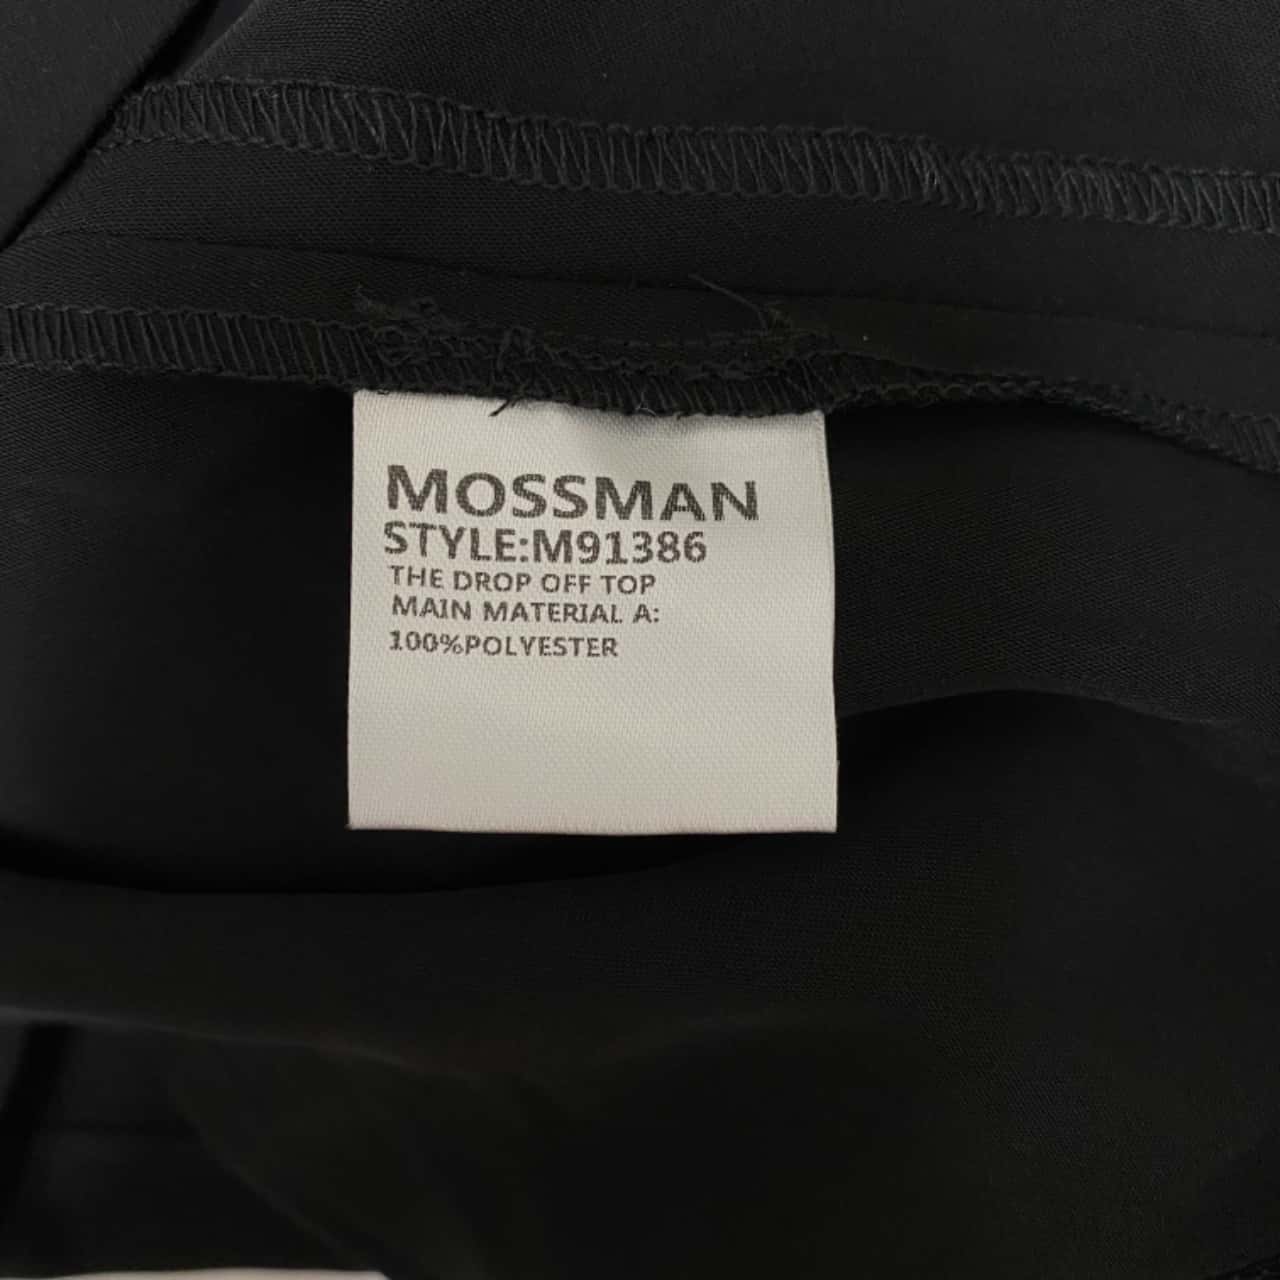 MOSSMAN
STYLE:M91386
THE DROP OFF TOP
MAIN MATERIAL A:
100%POLYESTER